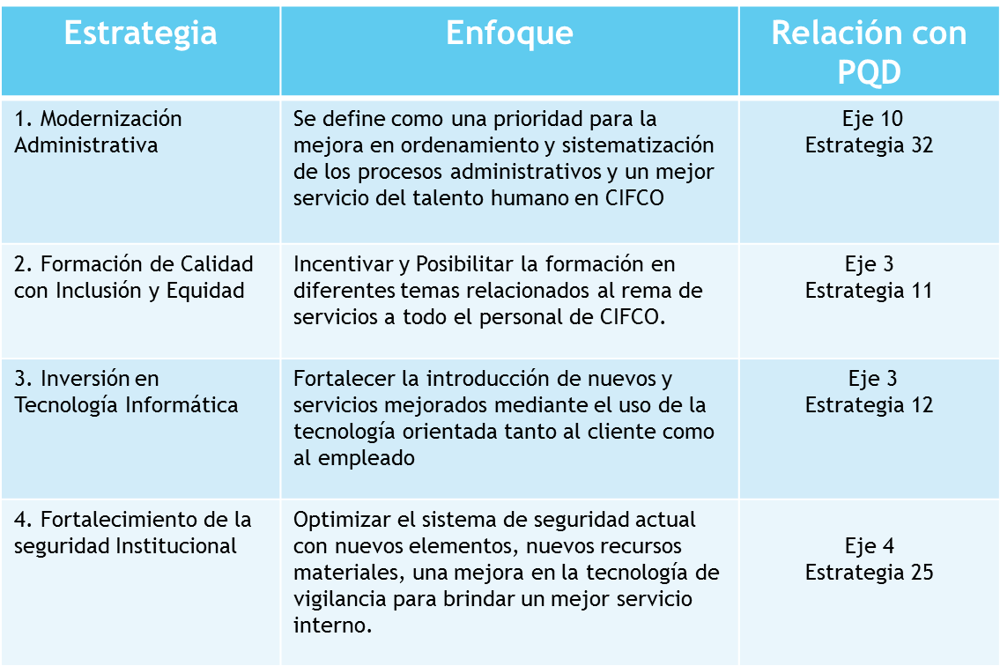 Estrategia
Enfoque
Relación con
PQD
1. Modernización
Administrativa
Se define como una prioridad para la
mejora en ordenamiento y sistematización
de los procesos administrativos y un mejor
servicio del talento humano en CIFCO
Eje 10
Estrategia 32
2. Formación de Calidad
con Inclusión y Equidad
Incentivar y Posibilitar la formación en
diferentes temas relacionados al rema de
servicios a todo el personal de CIFCO.
Eje 3
Estrategia 11
3. Inversión en
Tecnología Informática
Fortalecer la introducción de nuevos y
servicios mejorados mediante el uso de la
tecnología orientada tanto al cliente como
al empleado
Eje 3
Estrategia 12
4. Fortalecimiento de la
seguridad Institucional
Optimizar el sistema de seguridad actual
con nuevos elementos, nuevos recursos
materiales, una mejora en la tecnología de
vigilancia para brindar un mejor servicio
interno.
Eje 4
Estrategia 25